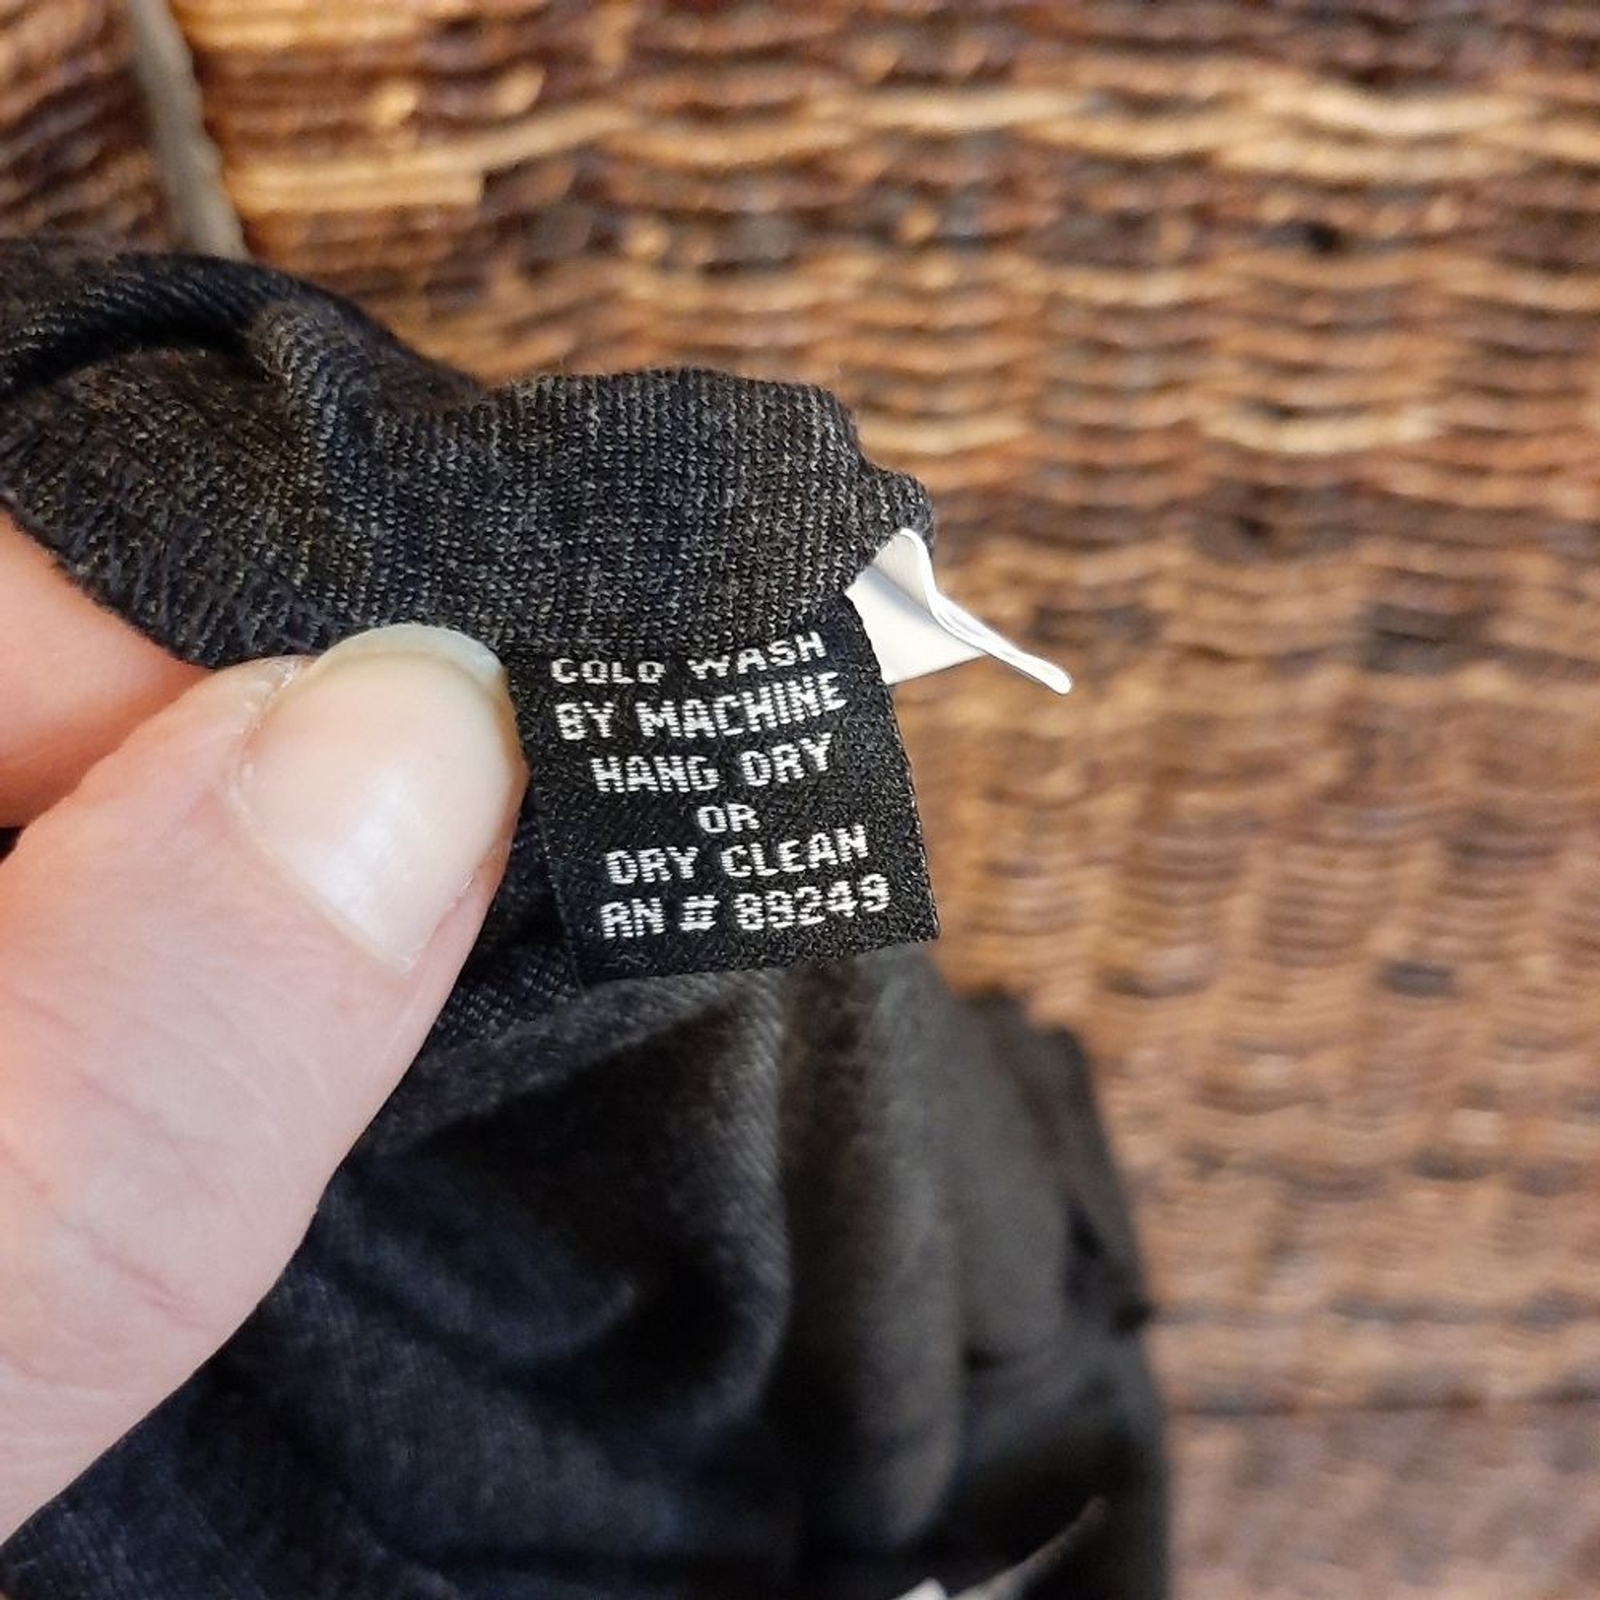 COLD WASH
BY MACHINE
HANG DRY
OR
DRY CLEAN
RN # 89249